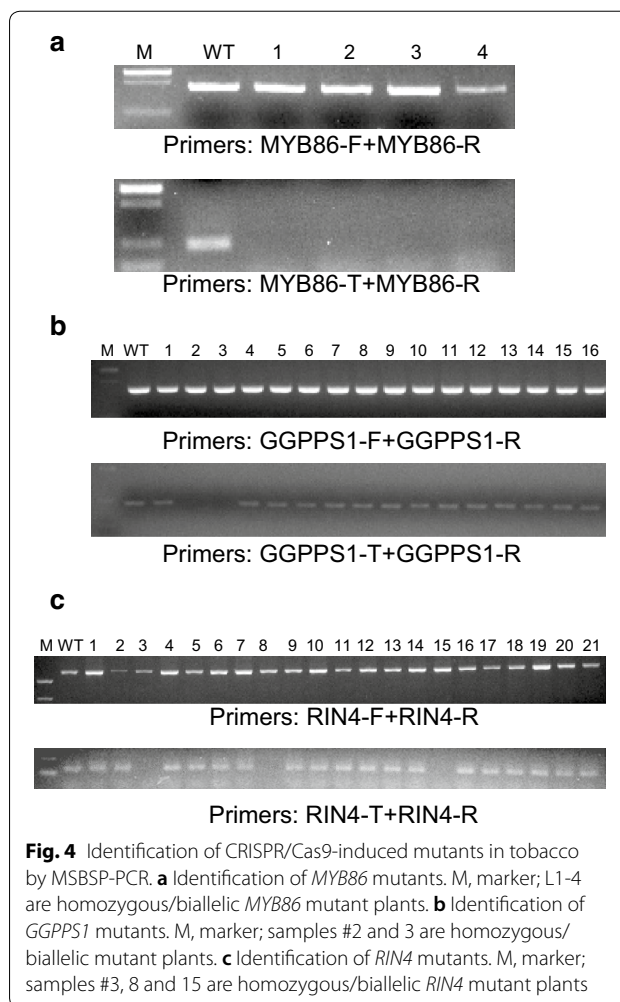 a
M WT 1 2 3 4
Primers: MYB86-F+MYB86-R
Primers: MYB86-T+MYB86-R
b
M WT 1 2 3 4 5 6 7 8 9 10 11 12 13 14 15 16
Primers: GGPPS1-F+GGPPS1-R
Primers: GGPPS1-T+GGPPS1-R
c
M WT 1 2 3 4 5 6 7 8 9 10 11 12 13 14 15 16 17 18 19 20 21
Primers: RIN4-F+RIN4-R
Primers: RIN4-T+RIN4-R
Fig. 4 Identification of CRISPR/Cas9-induced mutants in tobacco
by MSBSP-PCR. a Identification of MYB86 mutants. M, marker; L1-4
are homozygous/biallelic MYB86 mutant plants. b Identification of
GGPPS1 mutants. M, marker; samples #2 and 3 are homozygous/
biallelic mutant plants. c Identification of RIN4 mutants. M, marker;
samples #3, 8 and 15 are homozygous/biallelic RIN4 mutant plants